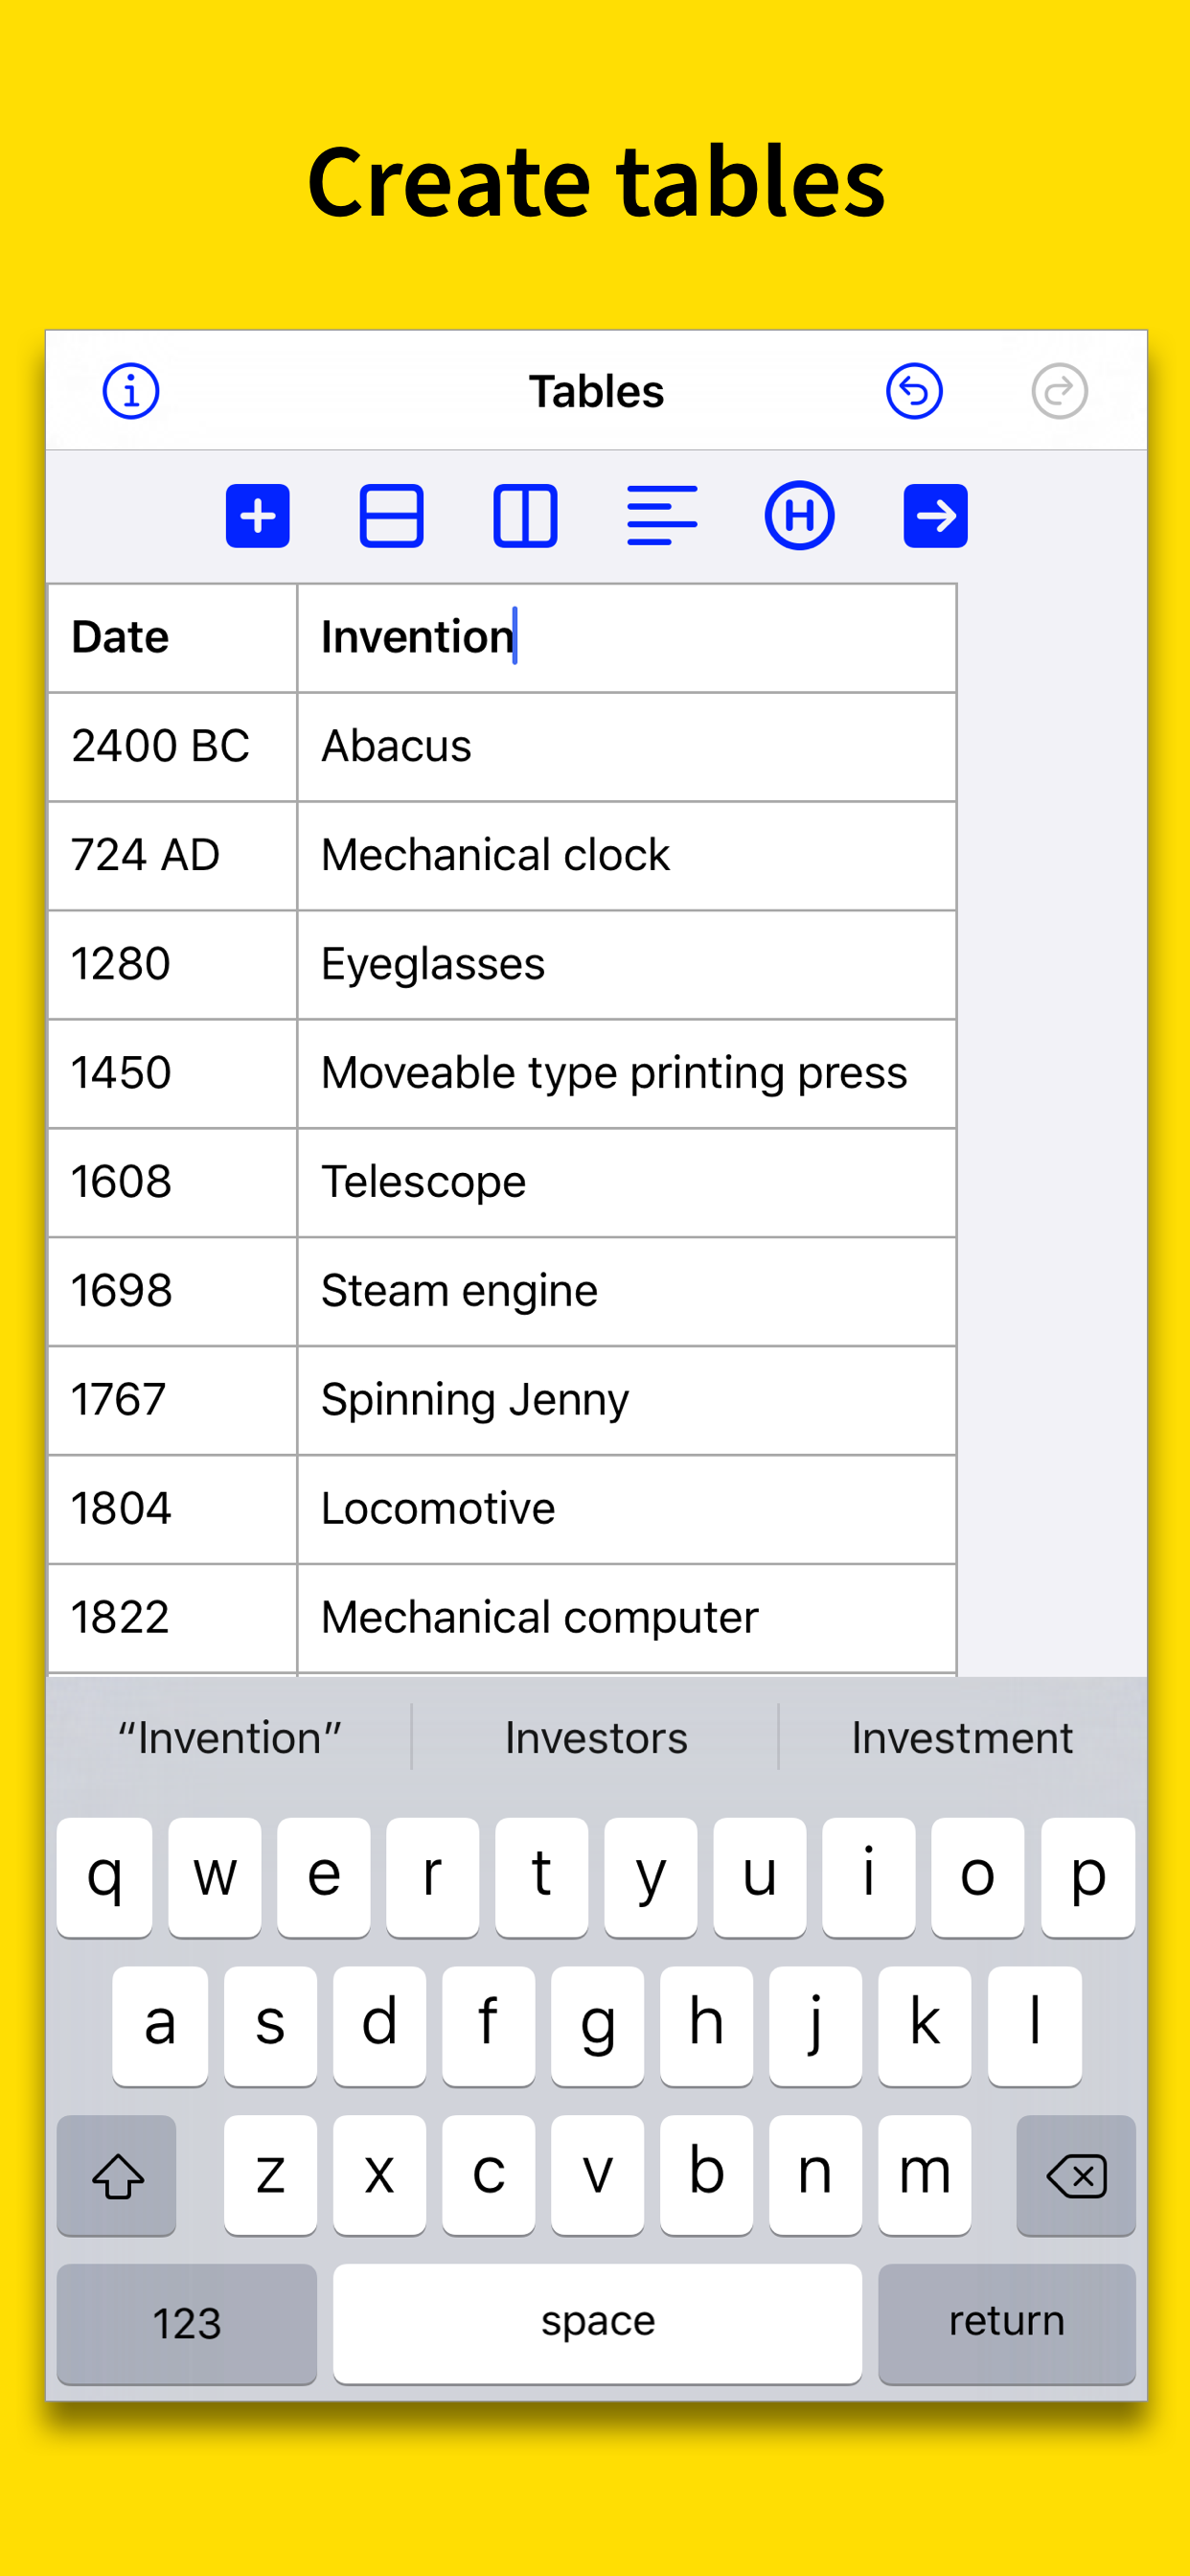 Create tables
Tables
H
Date Invention
2400 BC Abacus
724 AD Mechanical clock
1280 Eyeglasses
1450 Moveable type printing press
1608 Telescope
1698 Steam engine
1767 Spinning Jenny
1804 Locomotive
1822 Mechanical computer
“Invention” Investors Investment
q w e r t y u i o p
a s d f g h j k l
z x c v b n m
123 space return